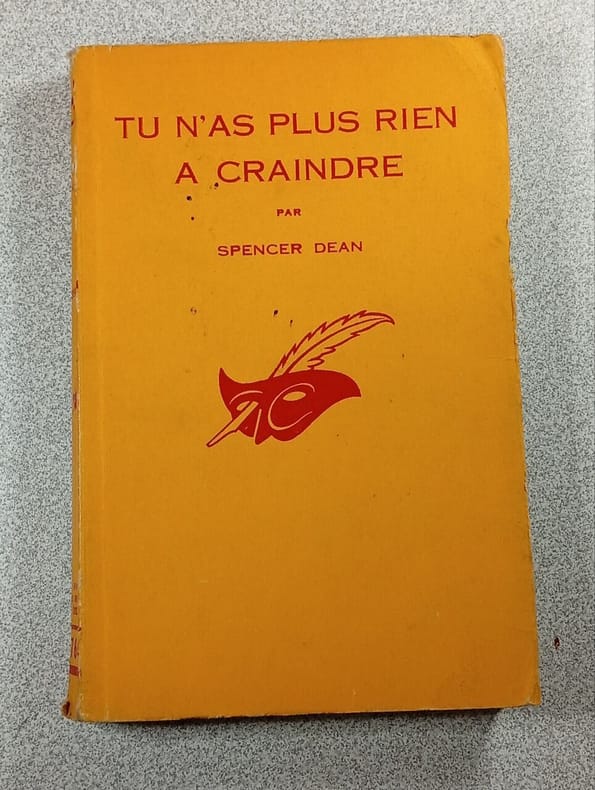 TU N'AS PLUS RIEN
A CRAINDRE
PAR
SPENCER DEAN